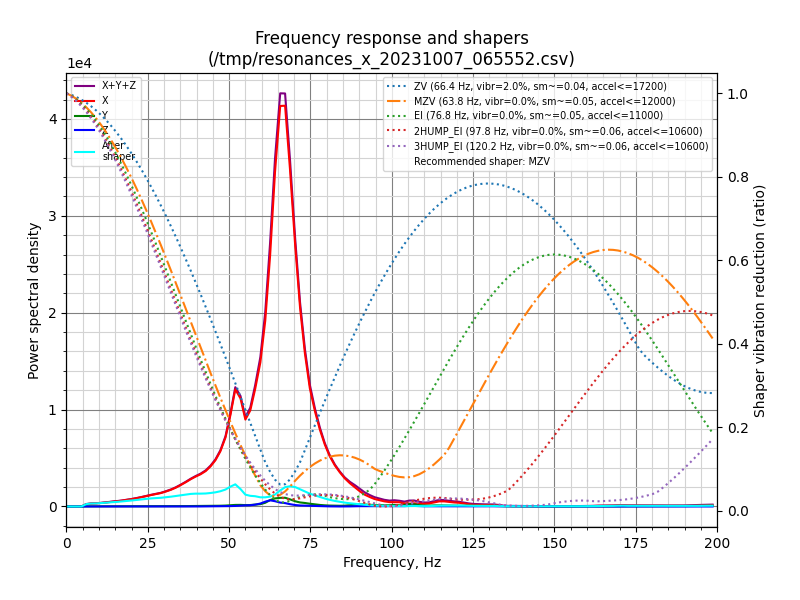 Frequency response and shapers
(/tmp/resonances_x_20231007_065552.csv)
1e4
X+Y+Z
X
Y
Z
After
shaper
ZV (66.4 Hz, vibr=2.0%, sm~=0.04, accel<=17200)
MZV (63.8 Hz, vibr=0.0%, sm~=0.05, accel<=12000)
EI (76.8 Hz, vibr=0.0%, sm~=0.05, accel<=11000)
2HUMP_EI (97.8 Hz, vibr=0.0%, sm~=0.06, accel<=10600)
3HUMP_EI (120.2 Hz, vibr=0.0%, sm~=0.06, accel<=10600)
Recommended shaper: MZV
4
3
2
1
0
Power spectral density
1.0
0.8
0.6
0.4
0.2
0.0
Shaper vibration reduction (ratio)
0 25 50 75 100 125 150 175 200
Frequency, Hz